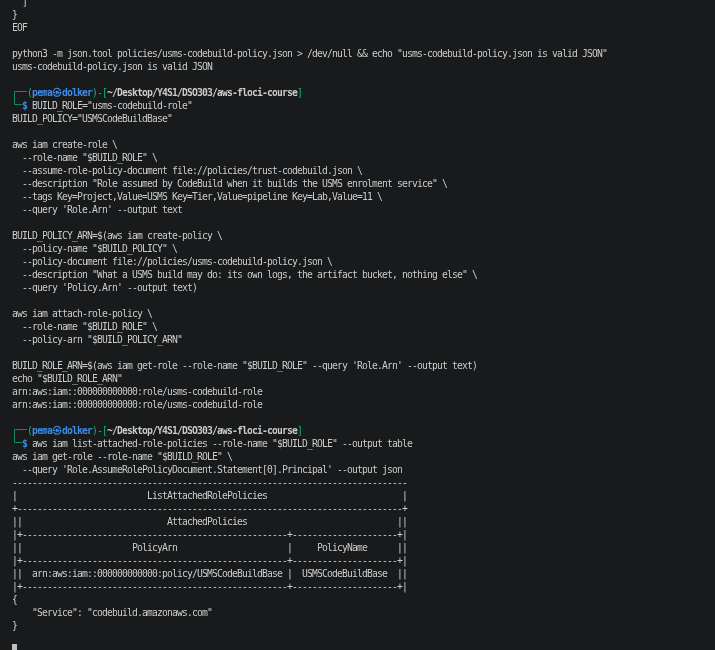 ]
}
EOF

python3 -m json.tool policies/usms-codebuild-policy.json > /dev/null && echo "usms-codebuild-policy.json is valid JSON"
usms-codebuild-policy.json is valid JSON

┌──(pema㉿dolker)-[~/Desktop/Y4S1/DSO303/aws-floci-course]
└─$ BUILD_ROLE="usms-codebuild-role"
BUILD_POLICY="USMSCodeBuildBase"

aws iam create-role \
  --role-name "$BUILD_ROLE" \
  --assume-role-policy-document file://policies/trust-codebuild.json \
  --description "Role assumed by CodeBuild when it builds the USMS enrolment service" \
  --tags Key=Project,Value=USMS Key=Tier,Value=pipeline Key=Lab,Value=11 \
  --query 'Role.Arn' --output text

BUILD_POLICY_ARN=$(aws iam create-policy \
  --policy-name "$BUILD_POLICY" \
  --policy-document file://policies/usms-codebuild-policy.json \
  --description "What a USMS build may do: its own logs, the artifact bucket, nothing else" \
  --query 'Policy.Arn' --output text)

aws iam attach-role-policy \
  --role-name "$BUILD_ROLE" \
  --policy-arn "$BUILD_POLICY_ARN"

BUILD_ROLE_ARN=$(aws iam get-role --role-name "$BUILD_ROLE" --query 'Role.Arn' --output text)
echo "$BUILD_ROLE_ARN"
arn:aws:iam::000000000000:role/usms-codebuild-role
arn:aws:iam::000000000000:role/usms-codebuild-role

┌──(pema㉿dolker)-[~/Desktop/Y4S1/DSO303/aws-floci-course]
└─$ aws iam list-attached-role-policies --role-name "$BUILD_ROLE" --output table
aws iam get-role --role-name "$BUILD_ROLE" \
  --query 'Role.AssumeRolePolicyDocument.Statement[0].Principal' --output json
-------------------------------------------------------------------------------
|                          ListAttachedRolePolicies                           |
+-----------------------------------------------------------------------------+
||                             AttachedPolicies                              ||
|+-----------------------------------------------------+---------------------+|
||                      PolicyArn                      |     PolicyName      ||
|+-----------------------------------------------------+---------------------+|
||  arn:aws:iam::000000000000:policy/USMSCodeBuildBase |  USMSCodeBuildBase  ||
|+-----------------------------------------------------+---------------------+|
{
    "Service": "codebuild.amazonaws.com"
}